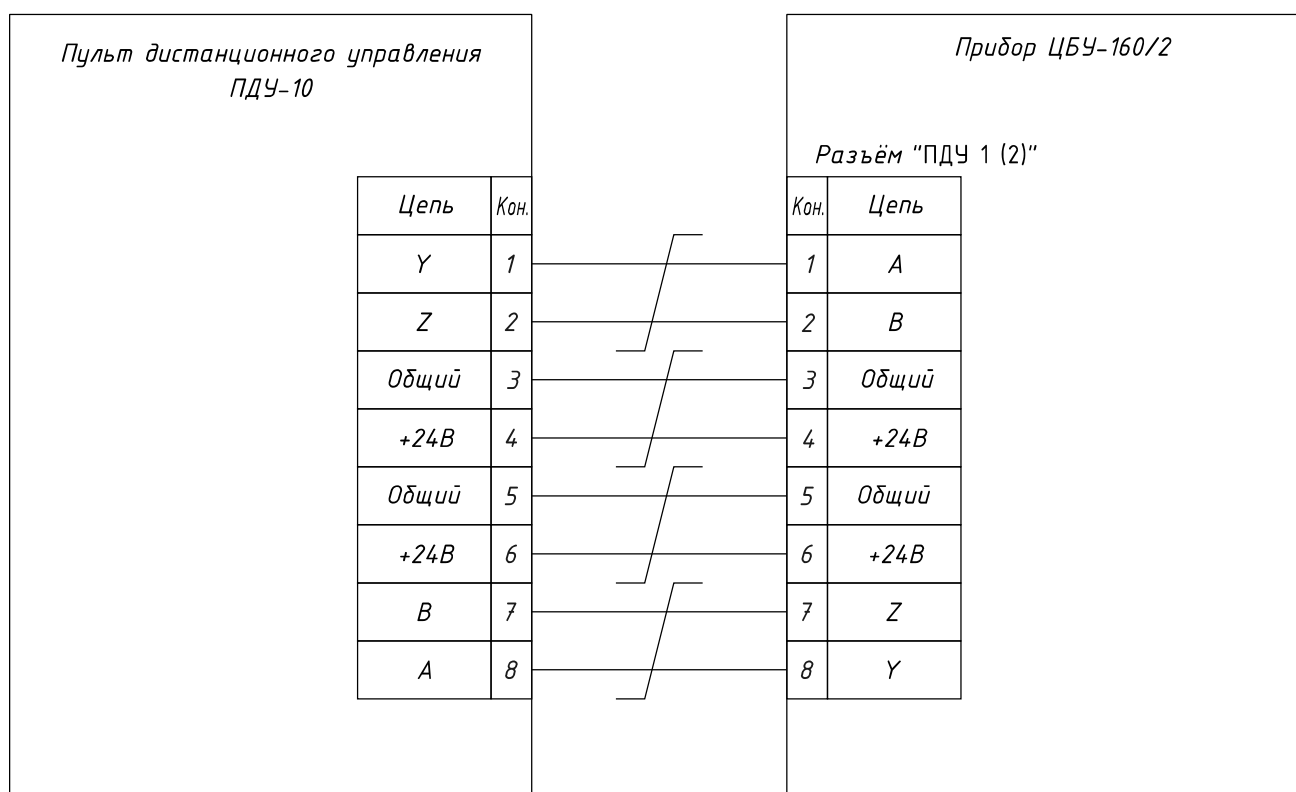 Пульт дистанционного управления
ПДУ-10
Прибор ЦБУ-160/2
Разъём "ПДУ 1 (2)"
Цепь Кон. Кон. Цепь
Y 1 1 A
Z 2 2 B
Общий 3 3 Общий
+24В 4 4 +24В
Общий 5 5 Общий
+24В 6 6 +24В
B 7 7 Z
A 8 8 Y